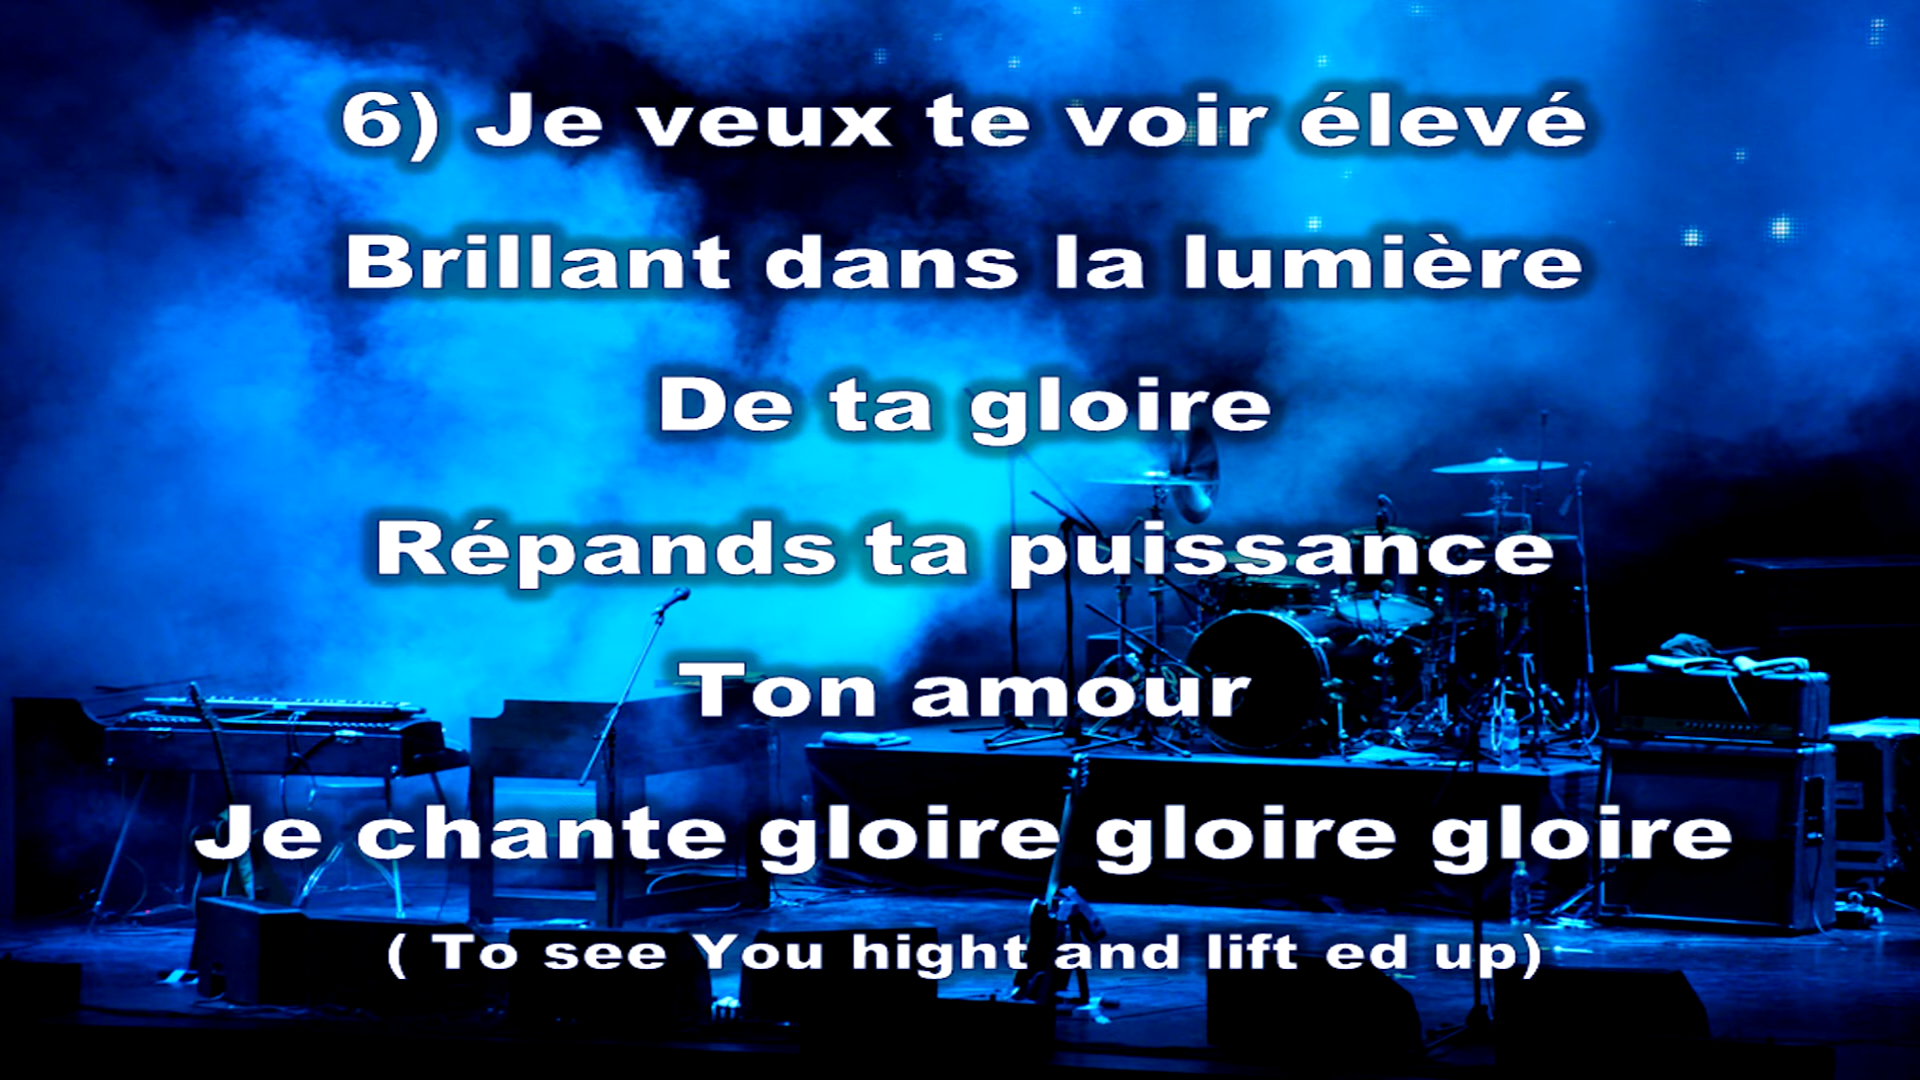 6) Je veux te voir élevé
Brillant dans la lumière
De ta gloire
Répands ta puissance
Ton amour
Je chante gloire gloire gloire
( To see You hight and lift ed up)